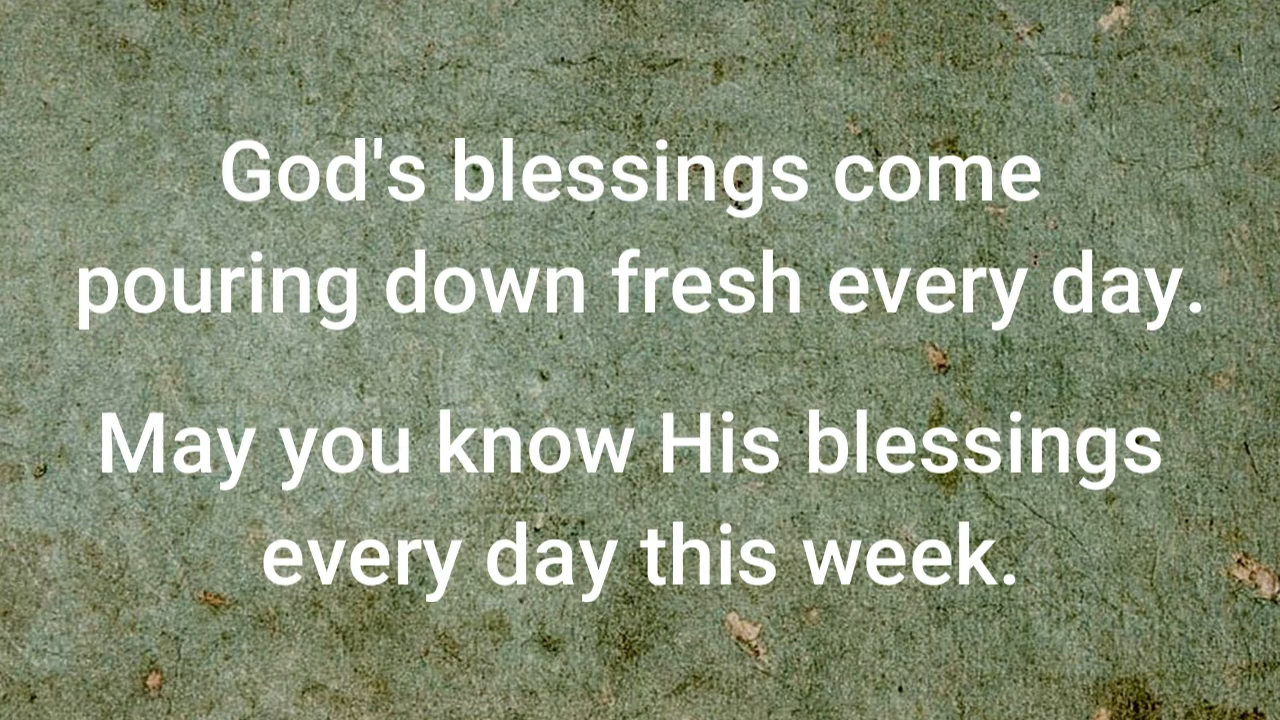 God's blessings come
pouring down fresh every day.
May you know His blessings
every day this week.